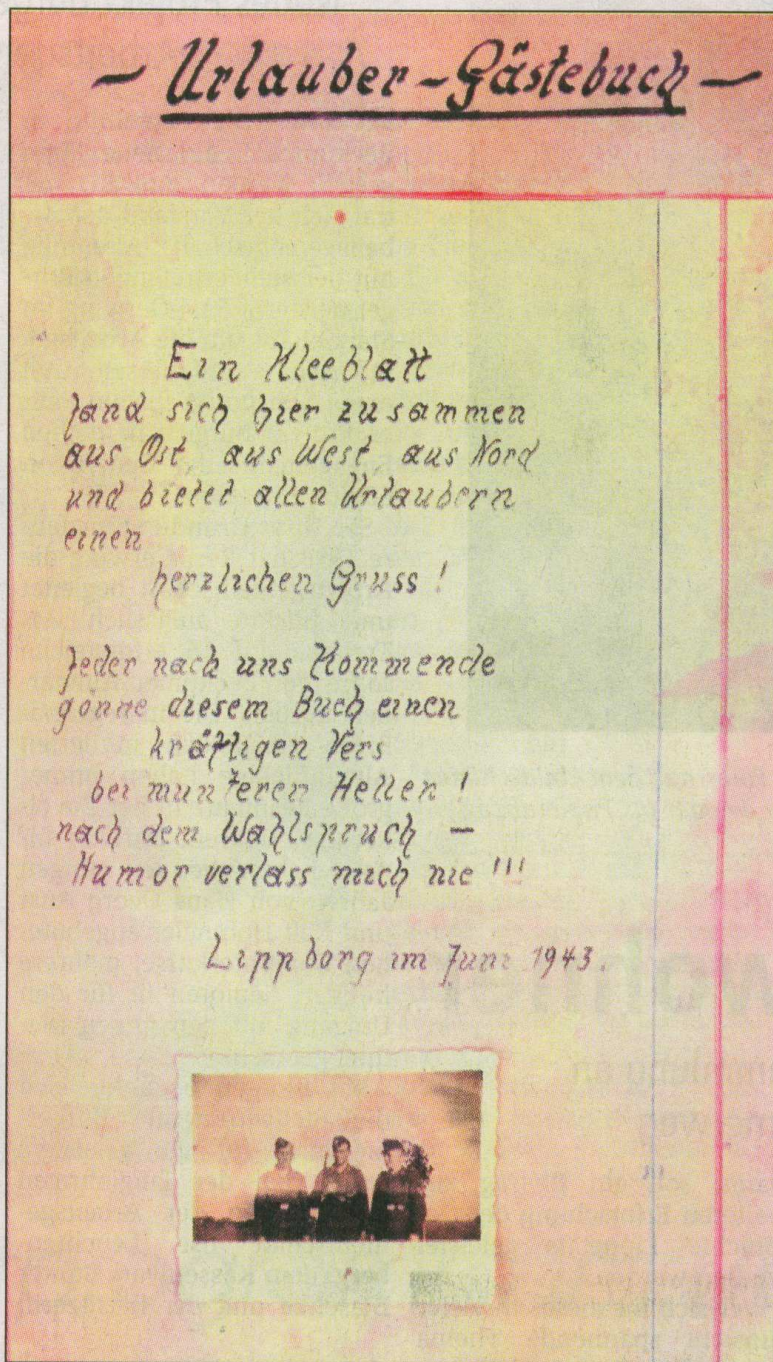 – Urlauber-Gästebuch –
Ein Kleeblatt
fand sich hier zusammen
aus Ost, aus West, aus Nord
und bietet allen Urlaubern
einen
herzlichen Gruss!
Jeder nach uns Kommende
gönne diesem Buch einen
kräftigen Vers
bei munteren Hellen!
nach dem Wahlspruch –
Humor verlass mich nie!!!
Lippborg im Juni 1943.